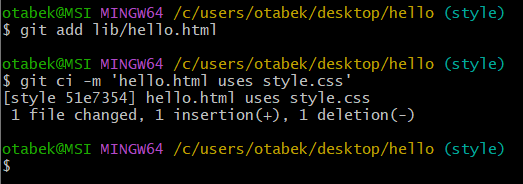 otabek@MSI MINGW64 /c/users/otabek/desktop/hello (style)
$ git add lib/hello.html
otabek@MSI MINGW64 /c/users/otabek/desktop/hello (style)
$ git ci -m 'hello.html uses style.css'
[style 51e7354] hello.html uses style.css
 1 file changed, 1 insertion(+), 1 deletion(-)
otabek@MSI MINGW64 /c/users/otabek/desktop/hello (style)
$